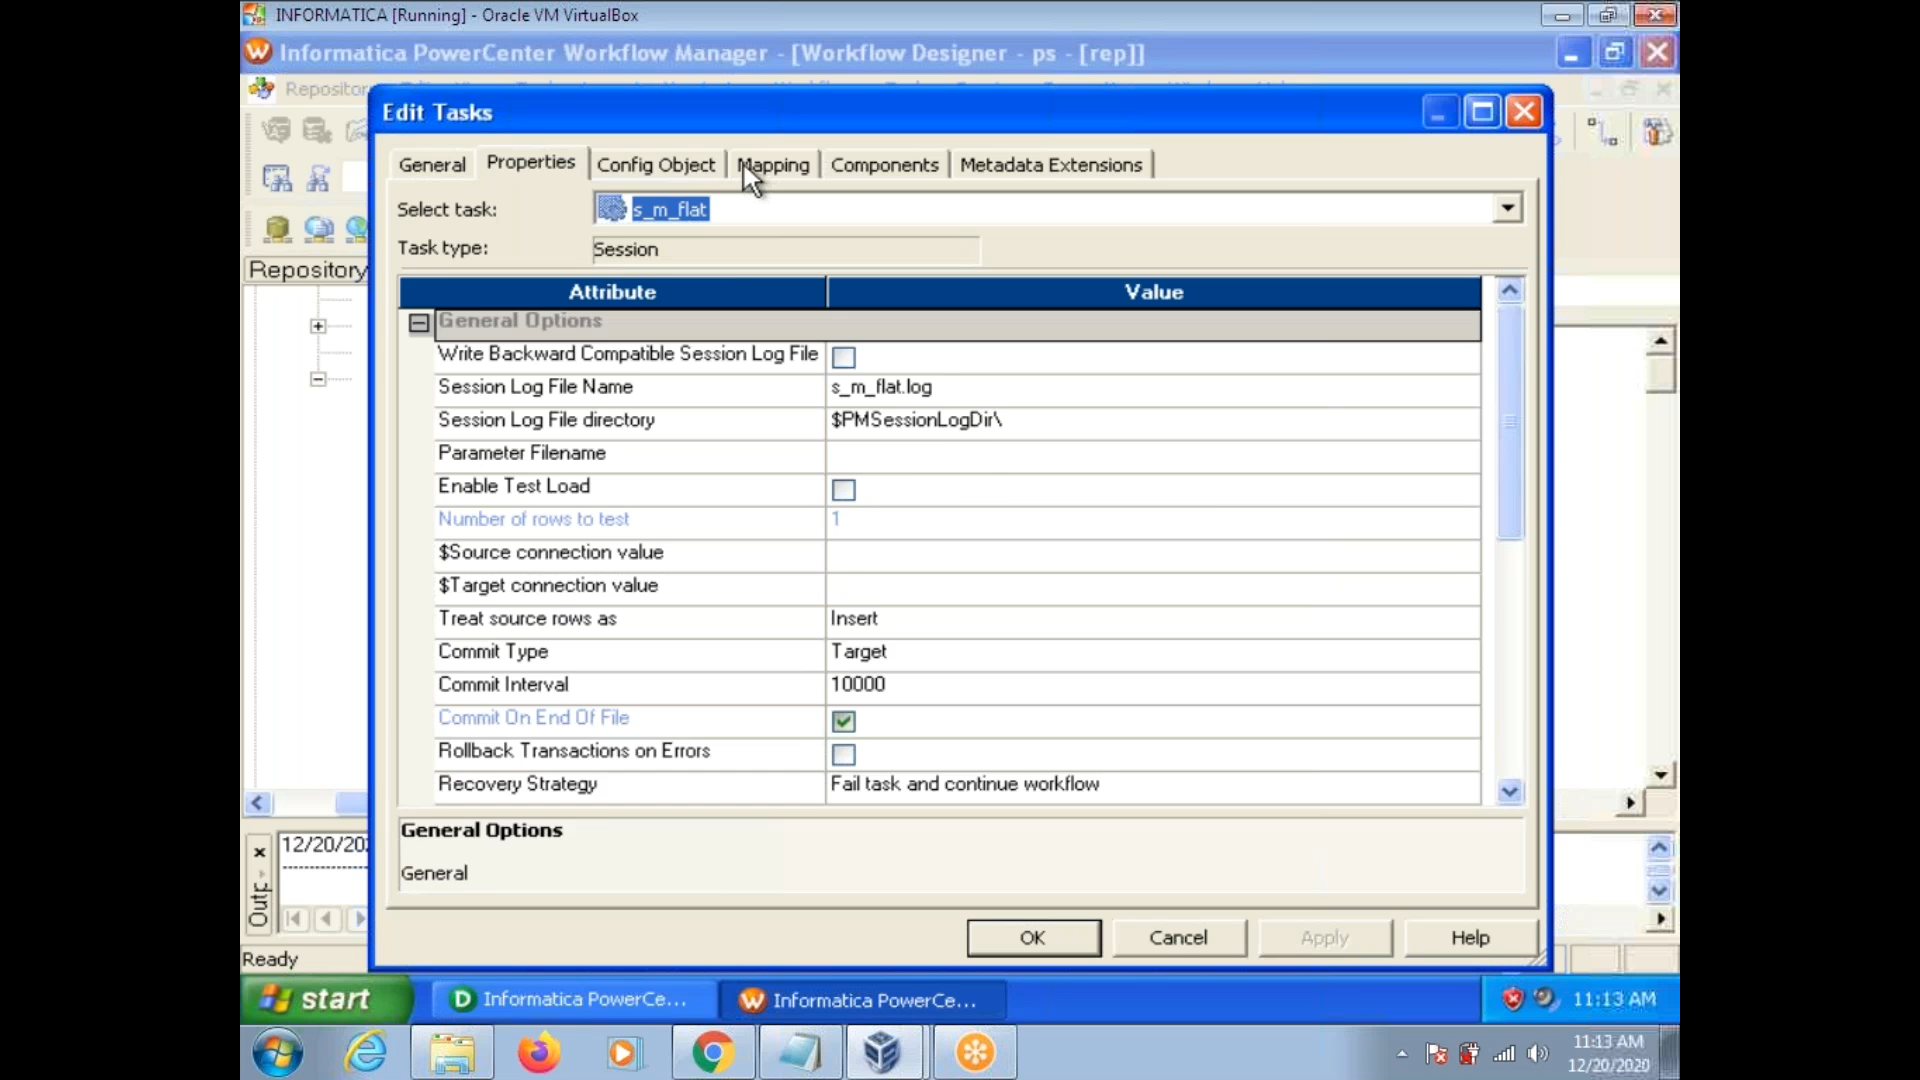 INFORMATICA [Running] - Oracle VM VirtualBox
Informatica PowerCenter Workflow Manager - [Workflow Designer - ps - [rep]]
Repository
Edit Tasks
General Properties Config Object Mapping Components Metadata Extensions
Select task: s_m_flat
Task type: Session
Repository
Attribute Value
General Options
Write Backward Compatible Session Log File
Session Log File Name s_m_flat.log
Session Log File directory $PMSessionLogDir\
Parameter Filename
Enable Test Load
Number of rows to test 1
$Source connection value
$Target connection value
Treat source rows as Insert
Commit Type Target
Commit Interval 10000
Commit On End Of File
Rollback Transactions on Errors
Recovery Strategy Fail task and continue workflow
General Options
General
12/20/20
Outp
OK Cancel Apply Help
Ready
start Informatica PowerCe... Informatica PowerCe... 11:13 AM
11:13 AM
12/20/2020